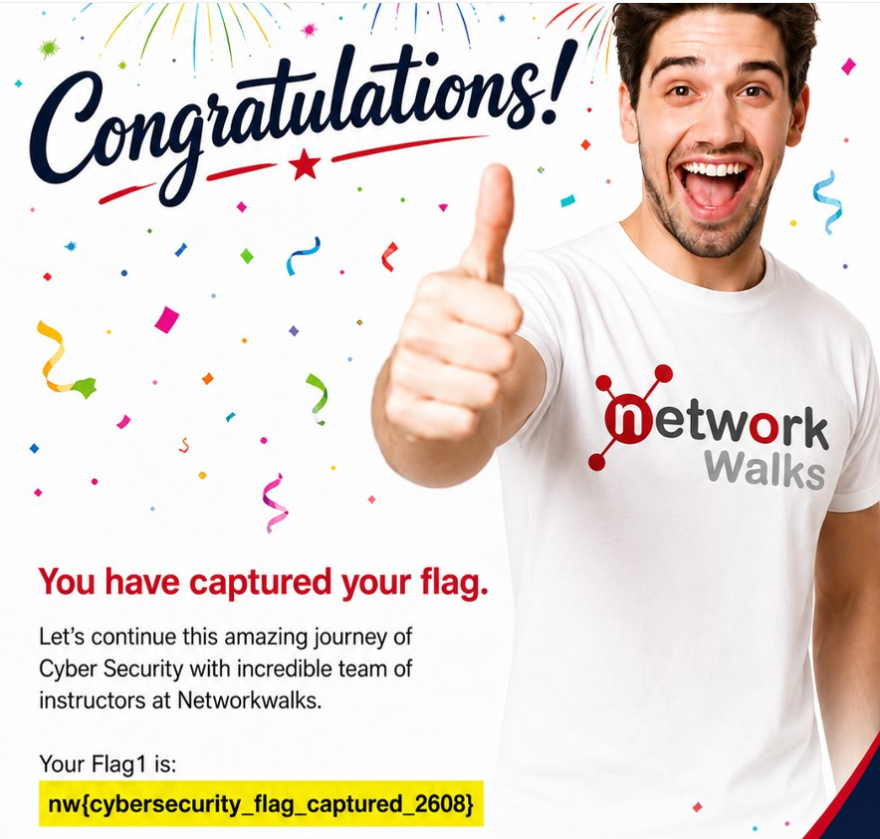 Congratulations!
network
Walks
You have captured your flag.
Let's continue this amazing journey of
Cyber Security with incredible team of
instructors at Networkwalks.
Your Flag1 is:
nw{cybersecurity_flag_captured_2608}